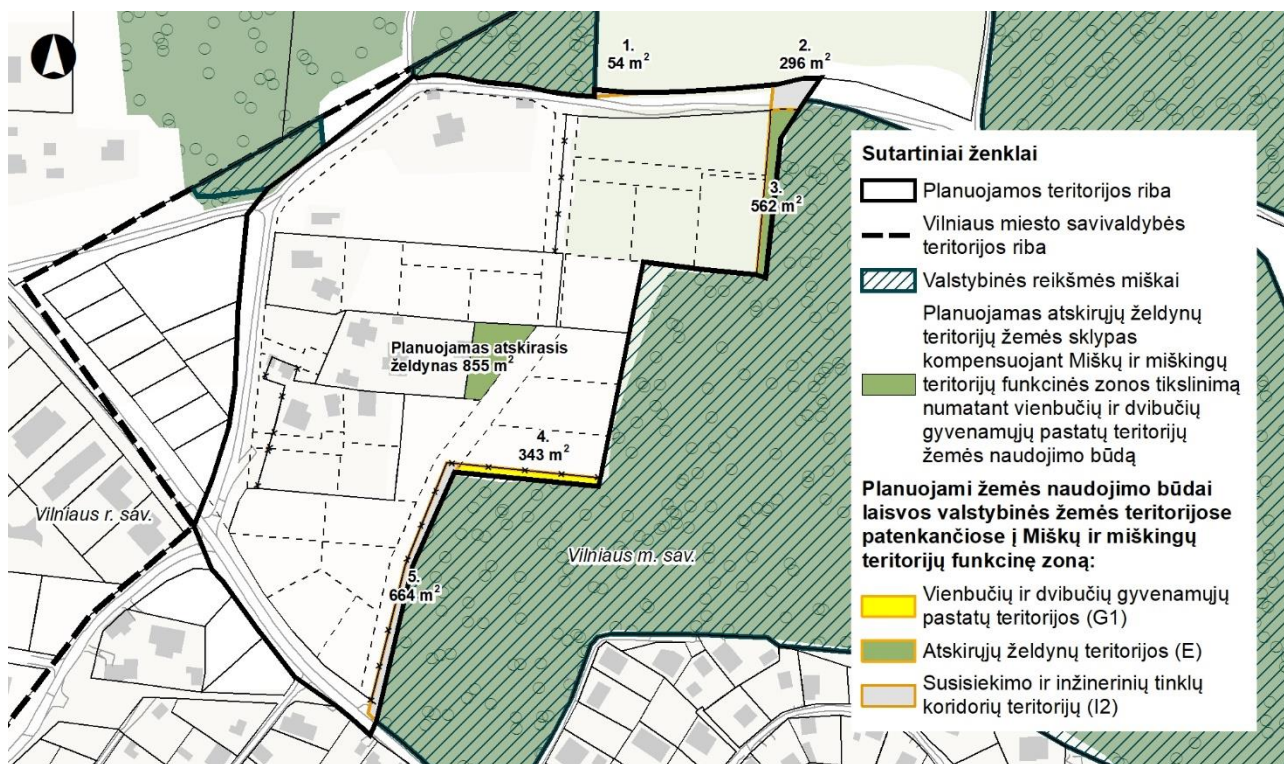 1.
54 m²
2.
296 m²
3.
562 m²
Planuojamas atskirasis
želdynas 855 m²
4.
343 m²
5.
664 m²
Vilniaus r. sav.
Vilniaus m. sav.
Sutartiniai ženklai
Planuojamos teritorijos riba
Vilniaus miesto savivaldybės
teritorijos riba
Valstybinės reikšmės miškai
Planuojamas atskirųjų želdynų
teritorijų žemės sklypas
kompensuojant Miškų ir miškingų
teritorijų funkcinės zonos tikslinimą
numatant vienbučių ir dvibučių
gyvenamųjų pastatų teritorijų
žemės naudojimo būdą
Planuojami žemės naudojimo būdai
laisvos valstybinės žemės teritorijose
patenkančiose į Miškų ir miškingų
teritorijų funkcinę zoną:
Vienbučių ir dvibučių gyvenamųjų
pastatų teritorijos (G1)
Atskirųjų želdynų teritorijos (E)
Susisiekimo ir inžinerinių tinklų
koridorių teritorijų (I2)